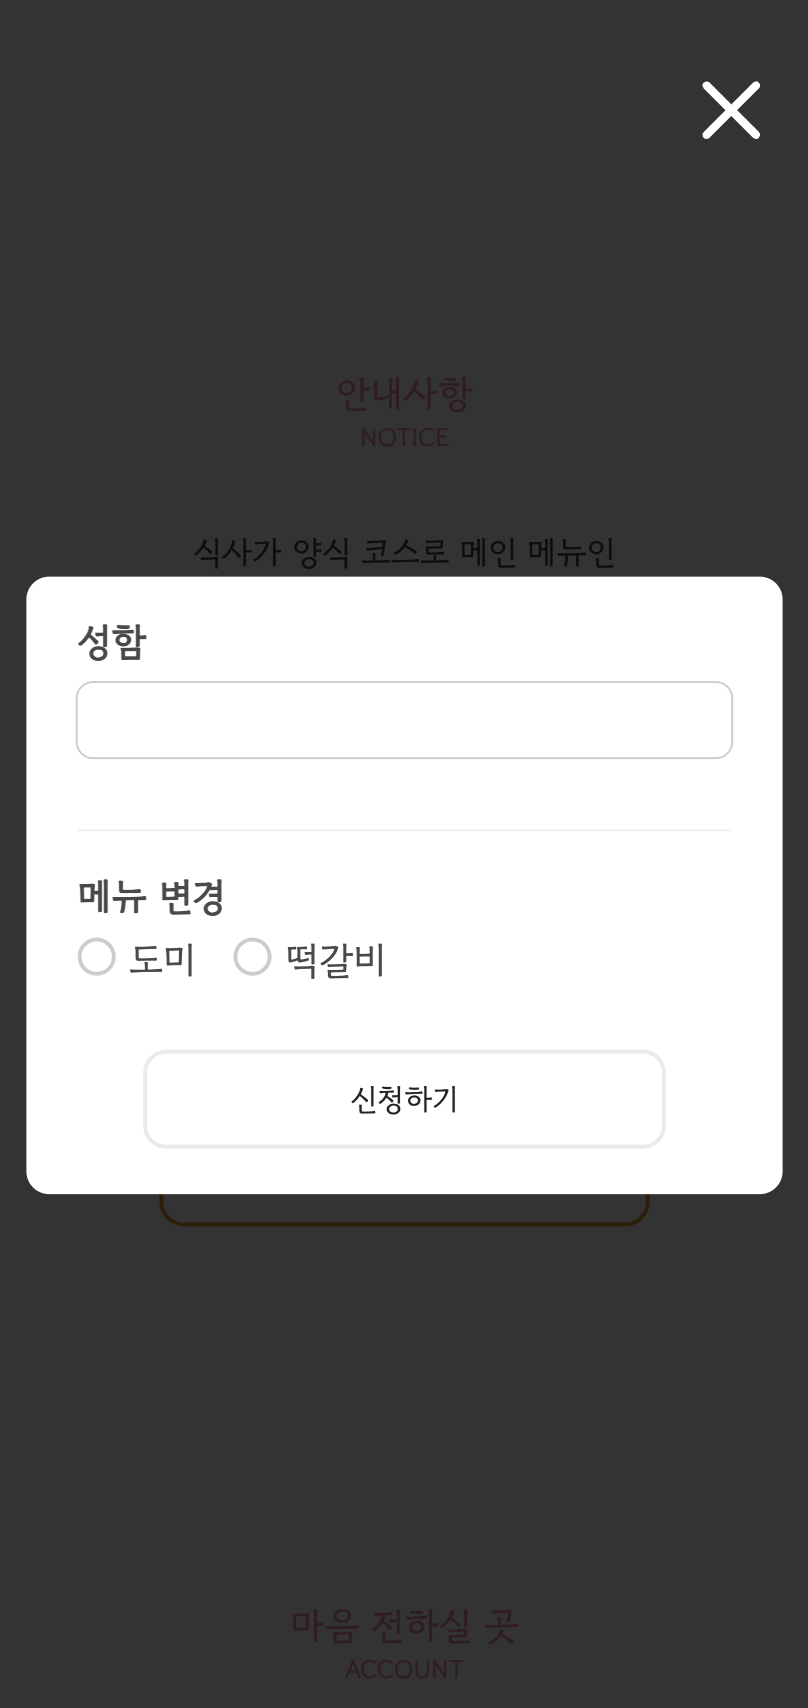 안내사항
NOTICE
식사가 양식 코스로 메인 메뉴인
성함
메뉴 변경
도미 떡갈비
신청하기
마음 전하실 곳
ACCOUNT